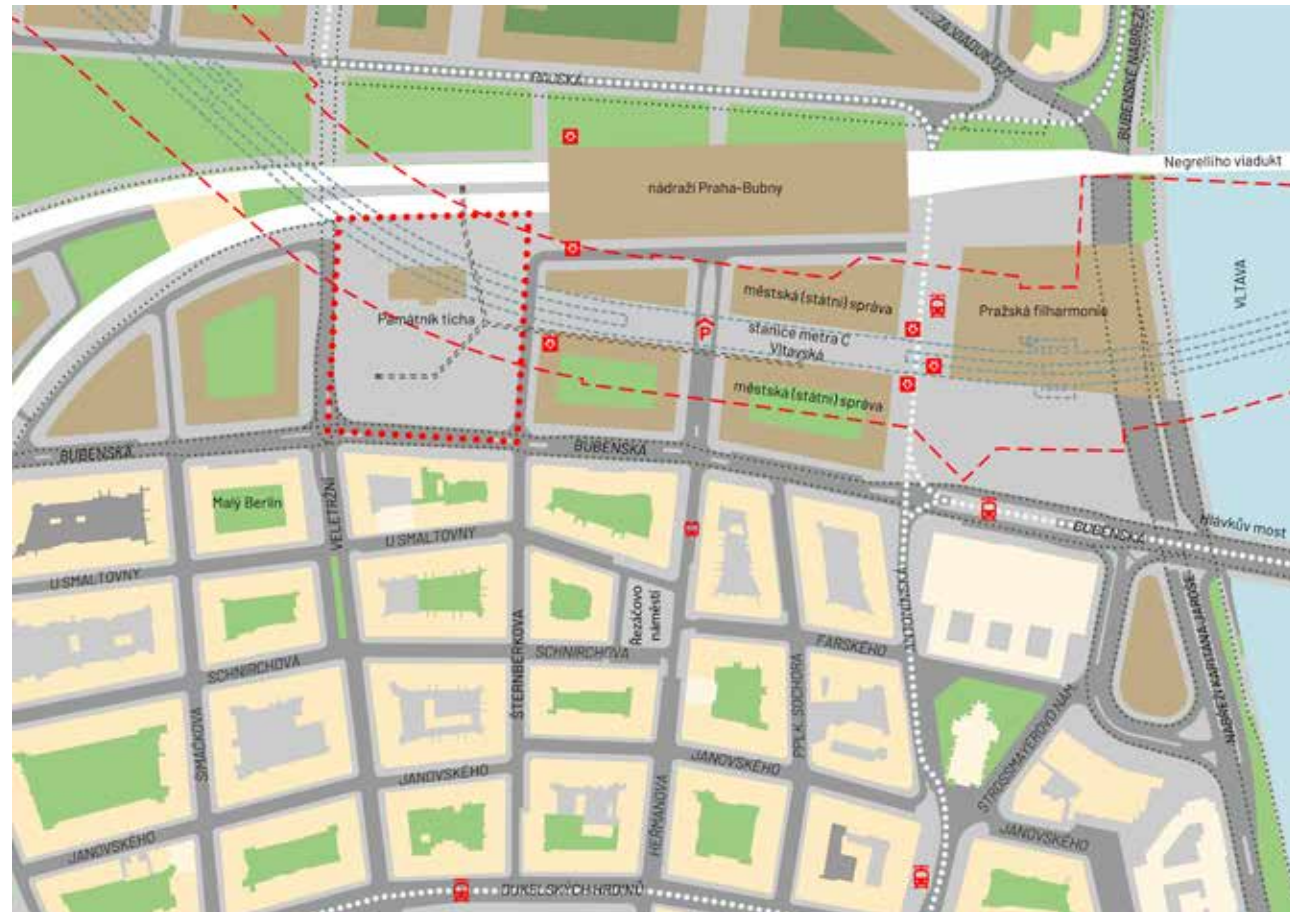 ZA VIADUKTEM
BUBENSKÉ NÁBŘEŽÍ
Negrelliho viadukt
nádraží Praha-Bubny
VLTAVA
městská (státní) správa
Pražská filharmonie
Památník ticha
P
stanice metra C
Vltavská
městská (státní) správa
BUBENSKÁ
BUBENSKÁ
Malý Berlín
VELETRŽNÍ
U SMALTOVNY
BUBENSKÁ
Hlávkův most
U SMALTOVNY
ANTONÍNSKÁ
Řezáčovo
náměstí
FARSKÉHO
SCHNIRCHOVA
SCHNIRCHOVA
NÁBŘEŽÍ KAPITÁNA JAROŠE
ŠTERNBERKOVA
PPLK. SOCHORA
ŠIMÁČKOVA
STROSSMAYEROVO NÁM.
JANOVSKÉHO
JANOVSKÉHO
HEŘMANOVA
JANOVSKÉHO
JANOVSKÉHO
DUKELSKÝCH HRDINŮ